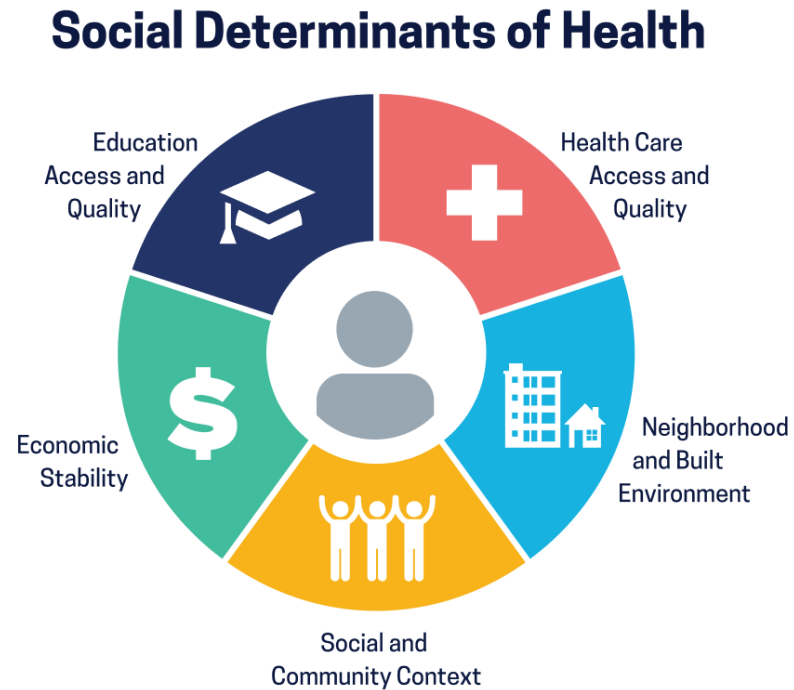 Social Determinants of Health
Education
Access and
Quality
Health Care
Access and
Quality
Economic
Stability
Neighborhood
and Built
Environment
Social and
Community Context